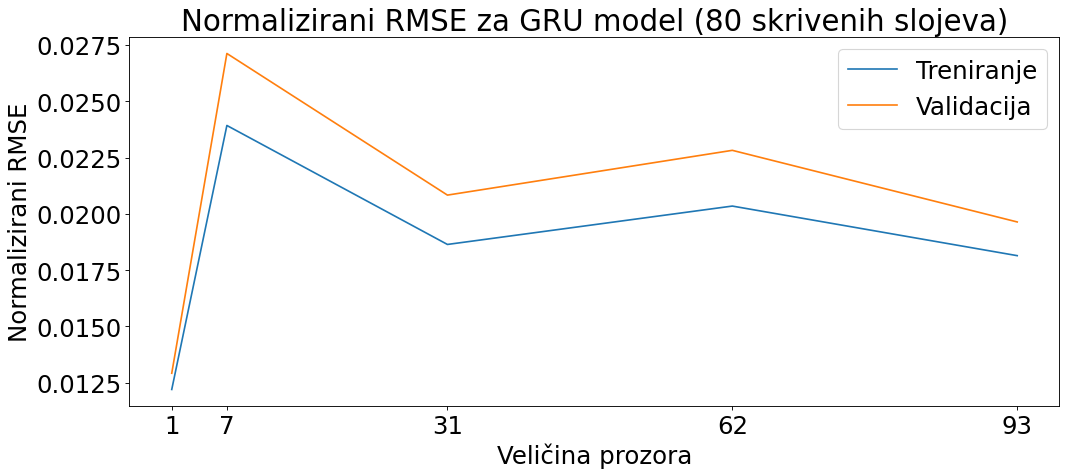 Normalizirani RMSE za GRU model (80 skrivenih slojeva)
Normalizirani RMSE
0.0275
0.0250
0.0225
0.0200
0.0175
0.0150
0.0125
Treniranje
Validacija
1 7 31 62 93
Veličina prozora